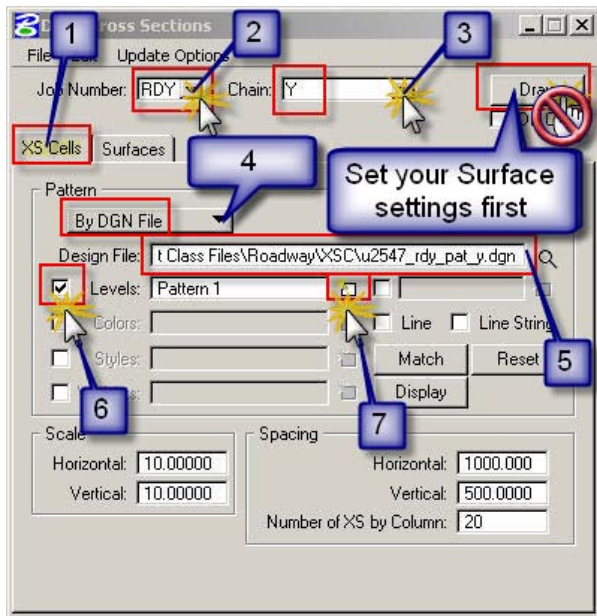 1
2
3
Cross Sections
File Update Options
Job Number: RDY Chain: Y
XS Cells Surfaces
4
Set your Surface
settings first
Pattern
By DGN File
Design File: t Class Files\Roadway\XSC\u2547_rdy_pat_y.dgn
Levels: Pattern 1
Colors: Line Line String
Styles: Match Reset
5
Display
6
7
Scale Spacing
Horizontal: 10.00000 Horizontal: 1000.000
Vertical: 10.00000 Vertical: 500.0000
Number of XS by Column: 20